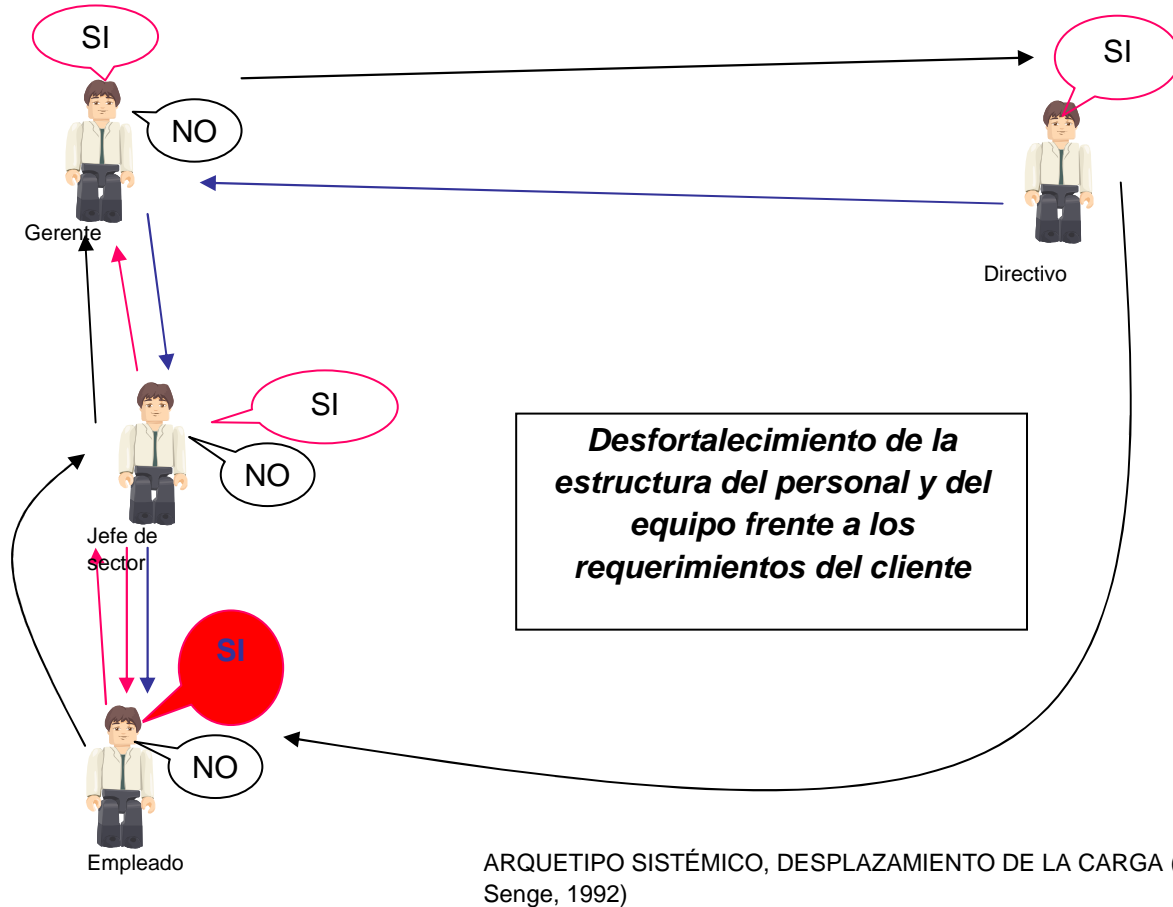 SI
SI
NO
Gerente
Directivo
SI
NO
Desfortalecimiento de la
estructura del personal y del
equipo frente a los
requerimientos del cliente
Jefe de
sector
SI
NO
Empleado
ARQUETIPO SISTÉMICO, DESPLAZAMIENTO DE LA CARGA (
Senge, 1992)